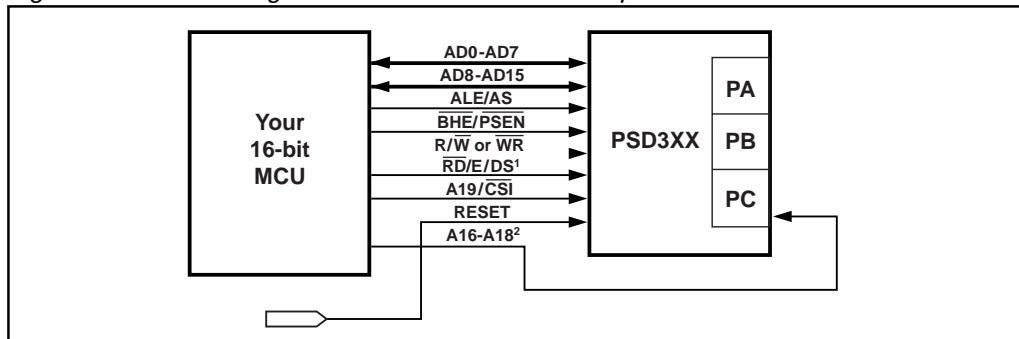 AD0-AD7
AD8-AD15
ALE/AS
BHE/PSEN
R/W or WR
RD/E/DS1
A19/CSI
RESET
A16-A182
Your
16-bit
MCU
PSD3XX
PA
PB
PC